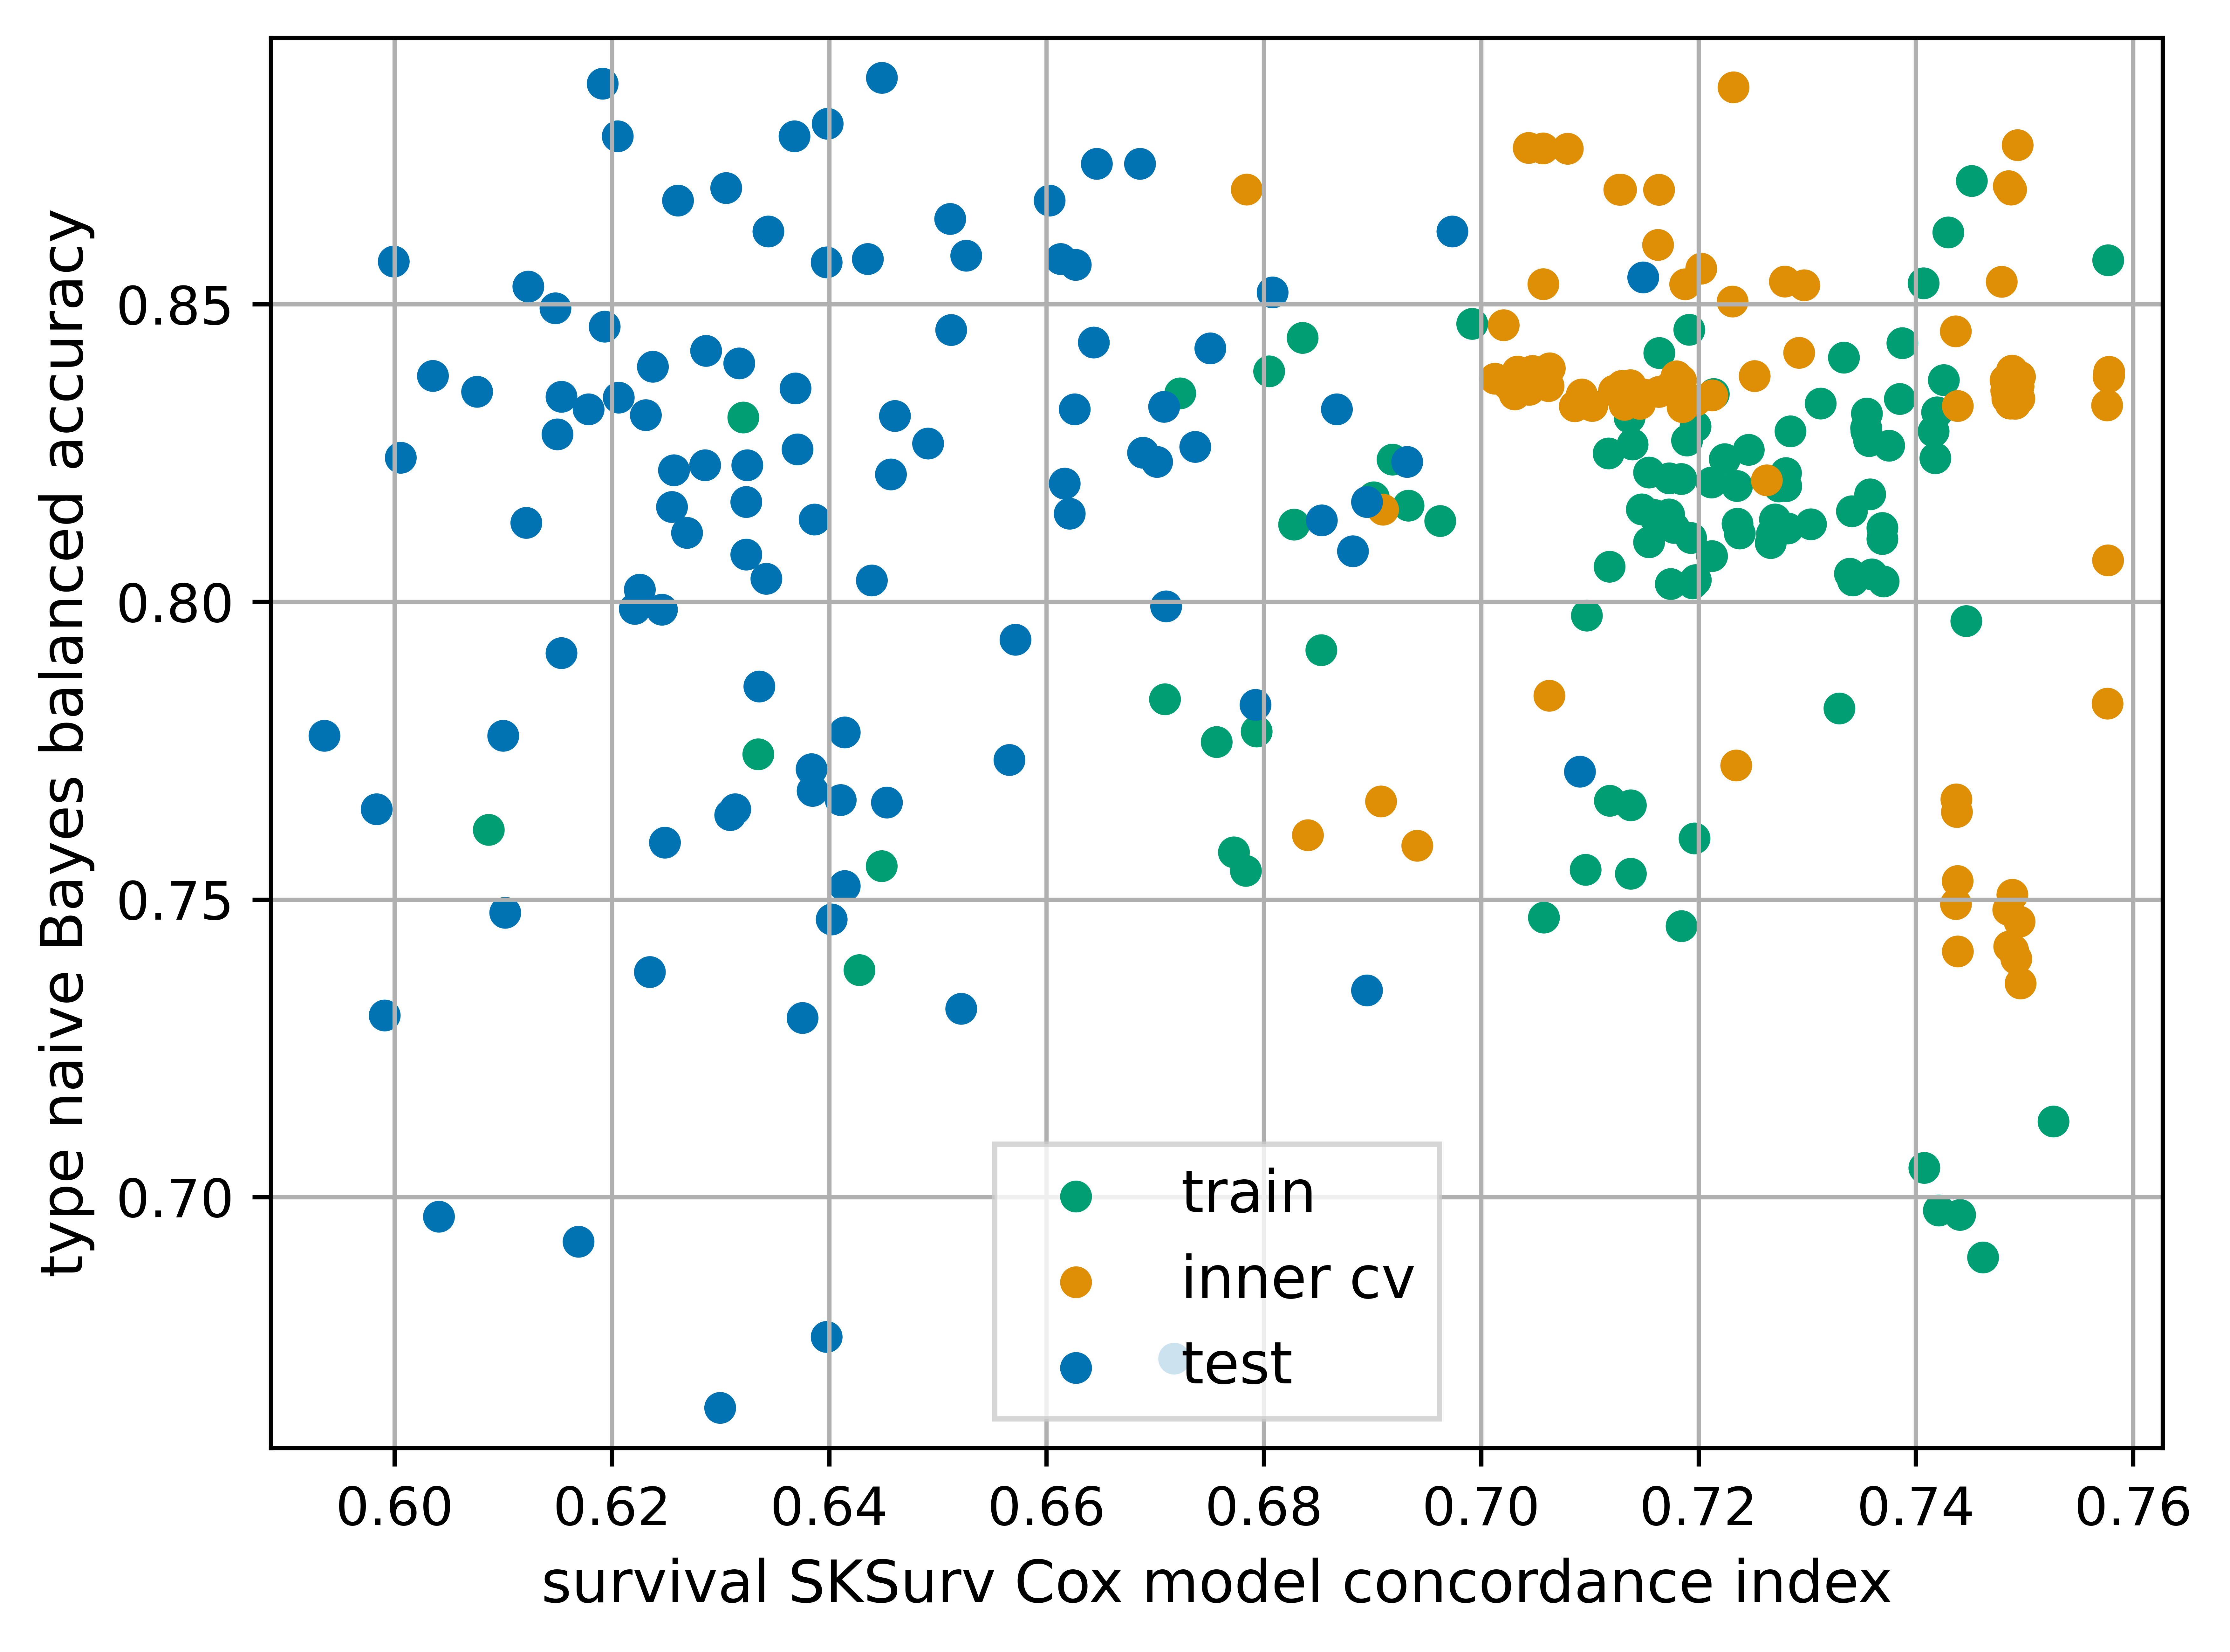 type naive Bayes balanced accuracy
0.85
0.80
0.75
0.70
train
inner cv
test
0.60 0.62 0.64 0.66 0.68 0.70 0.72 0.74 0.76
survival SKSurv Cox model concordance index